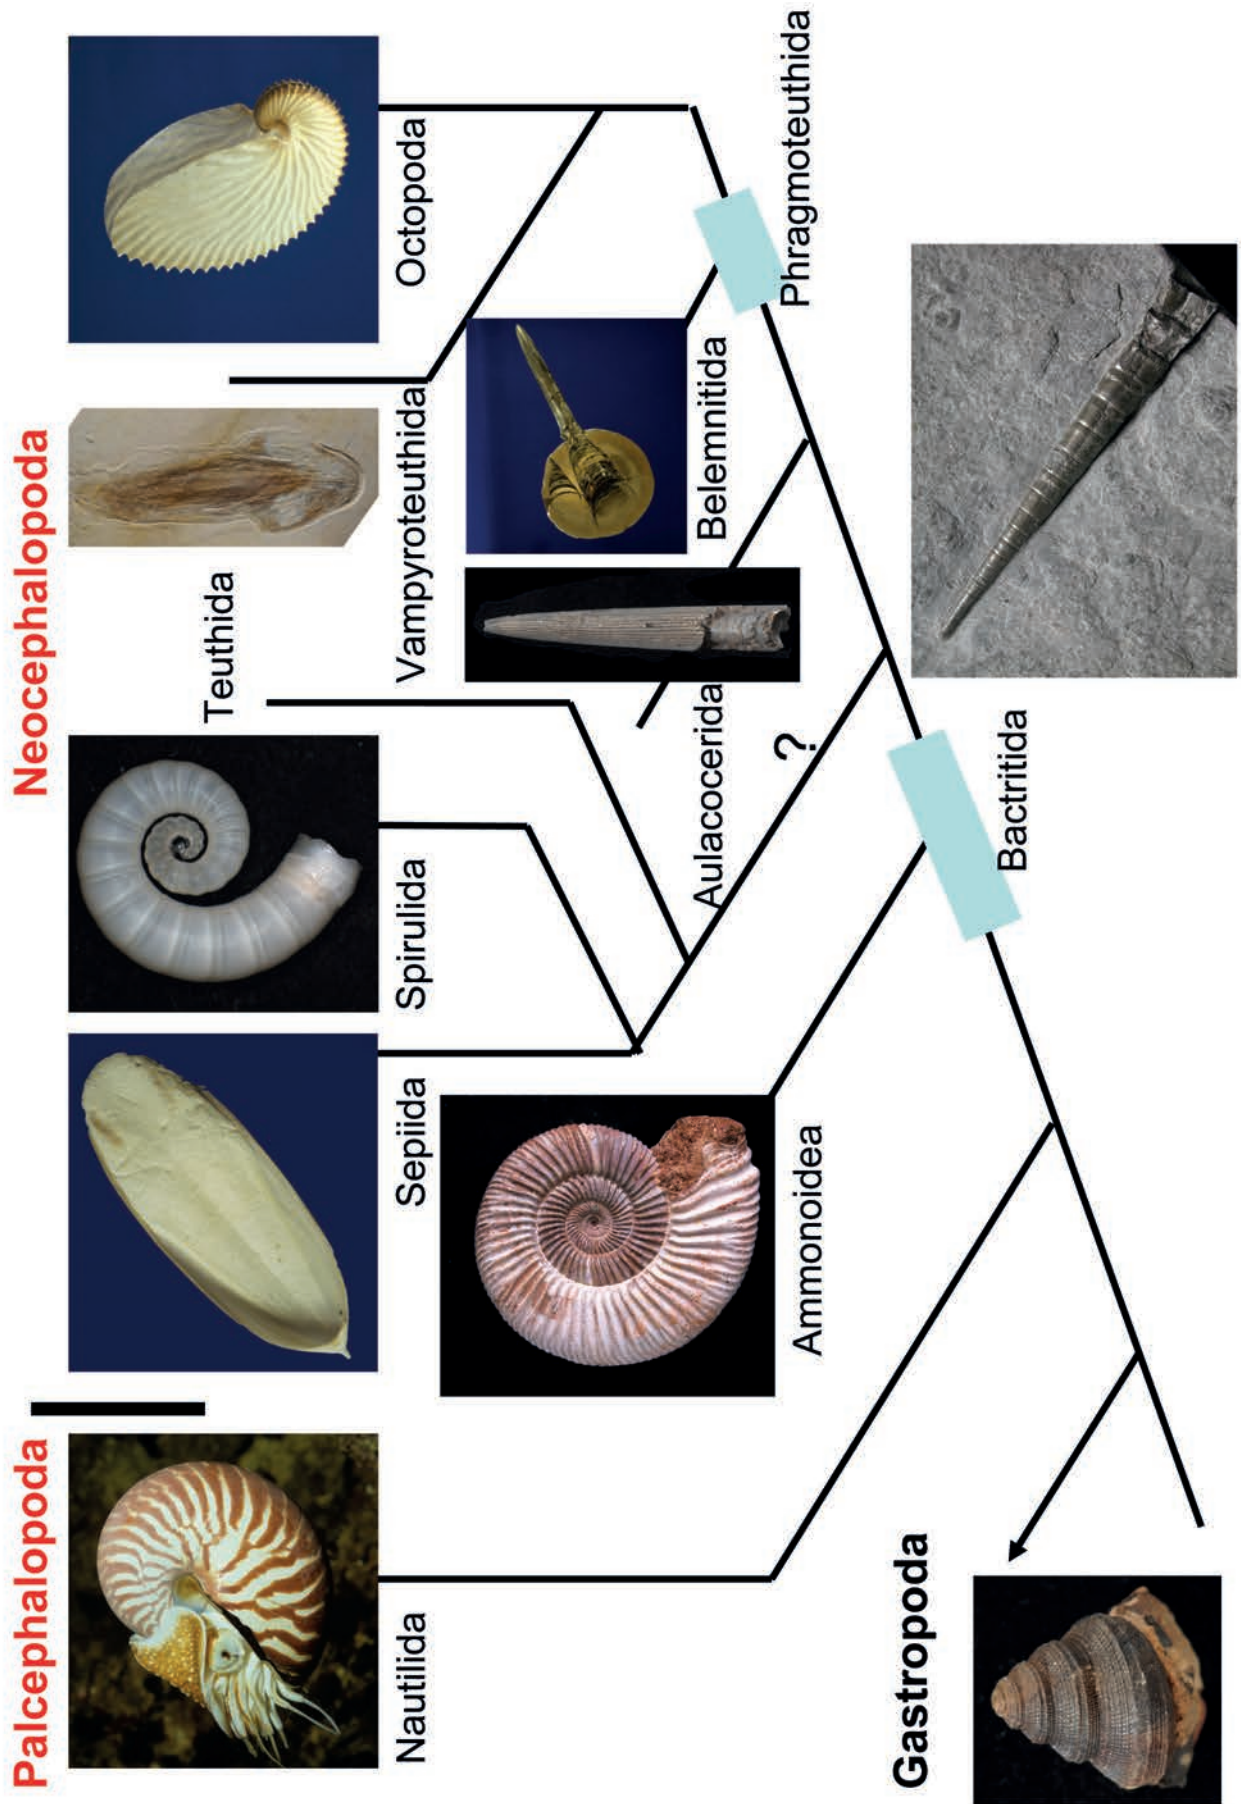 Palcephalopoda
Neocephalopoda
Nautilida
Sepiida
Spirulida
Teuthida
Vampyroteuthida
Octopoda
Ammonoidea
Aulacocerida
Belemnitida
?
Phragmoteuthida
Bactritida
Gastropoda